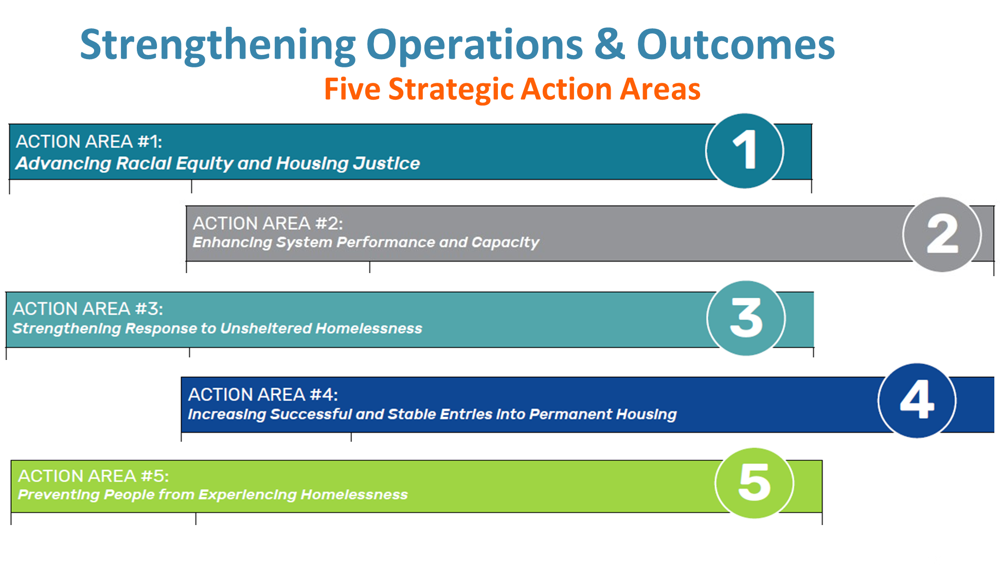 Strengthening Operations & Outcomes
Five Strategic Action Areas
ACTION AREA #1:
Advancing Racial Equity and Housing Justice
1
ACTION AREA #2:
Enhancing System Performance and Capacity
2
ACTION AREA #3:
Strengthening Response to Unsheltered Homelessness
3
ACTION AREA #4:
Increasing Successful and Stable Entries into Permanent Housing
4
ACTION AREA #5:
Preventing People from Experiencing Homelessness
5